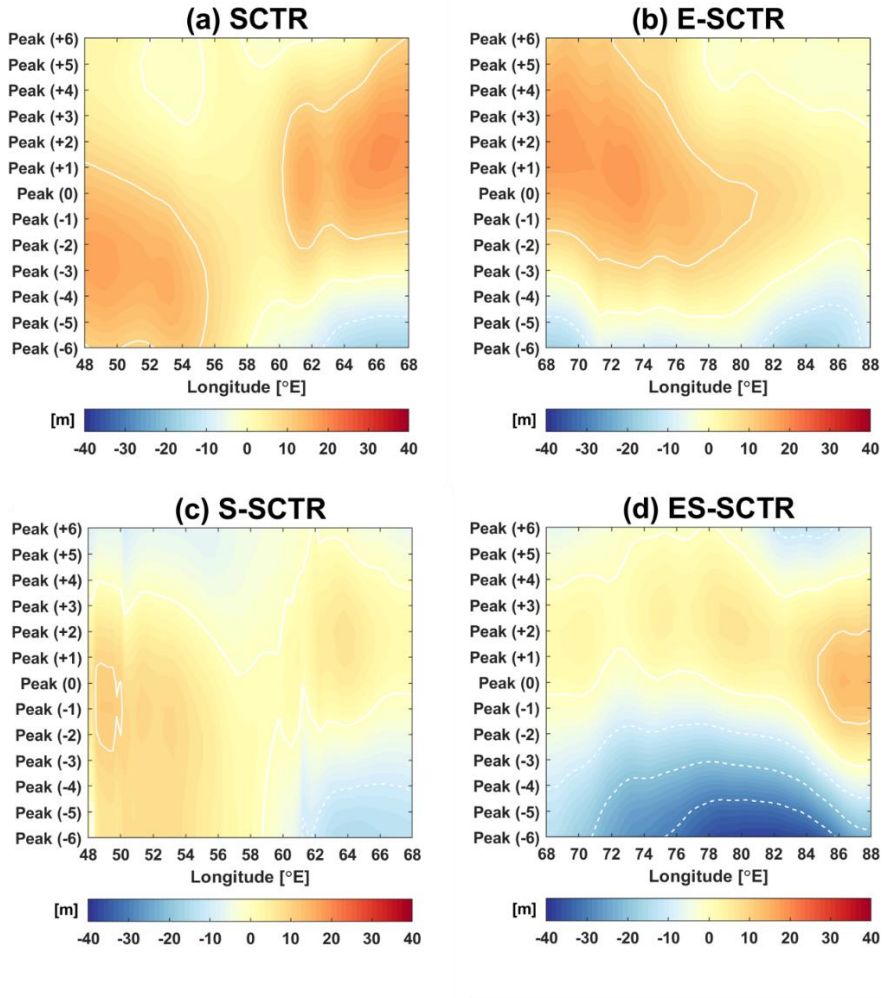 (a) SCTR
Peak (+6)
Peak (+5)
Peak (+4)
Peak (+3)
Peak (+2)
Peak (+1)
Peak (0)
Peak (-1)
Peak (-2)
Peak (-3)
Peak (-4)
Peak (-5)
Peak (-6)
48 50 52 54 56 58 60 62 64 66 68
Longitude [°E]
[m]
-40 -30 -20 -10 0 10 20 30 40
(b) E-SCTR
Peak (+6)
Peak (+5)
Peak (+4)
Peak (+3)
Peak (+2)
Peak (+1)
Peak (0)
Peak (-1)
Peak (-2)
Peak (-3)
Peak (-4)
Peak (-5)
Peak (-6)
68 70 72 74 76 78 80 82 84 86 88
Longitude [°E]
[m]
-40 -30 -20 -10 0 10 20 30 40
(c) S-SCTR
Peak (+6)
Peak (+5)
Peak (+4)
Peak (+3)
Peak (+2)
Peak (+1)
Peak (0)
Peak (-1)
Peak (-2)
Peak (-3)
Peak (-4)
Peak (-5)
Peak (-6)
48 50 52 54 56 58 60 62 64 66 68
Longitude [°E]
[m]
-40 -30 -20 -10 0 10 20 30 40
(d) ES-SCTR
Peak (+6)
Peak (+5)
Peak (+4)
Peak (+3)
Peak (+2)
Peak (+1)
Peak (0)
Peak (-1)
Peak (-2)
Peak (-3)
Peak (-4)
Peak (-5)
Peak (-6)
68 70 72 74 76 78 80 82 84 86 88
Longitude [°E]
[m]
-40 -30 -20 -10 0 10 20 30 40